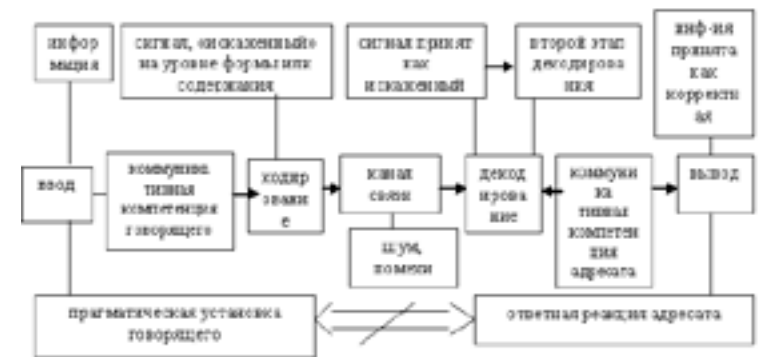 инфор
мация
сигнал, «искаженный»
на уровне формы или
содержания
сигнал принят
как
искаженный
второй этап
декодирова
ния
инф-ия
принята
как
корректн
ая
ввод
коммуника
тивная
компетенция
говорящего
кодир
овани
е
канал
связи
декод
ирова
ние
коммуни
ка
тивная
компетен
ция
адресата
вывод
шум,
помехи
прагматическая установка
говорящего
ответная реакция адресата